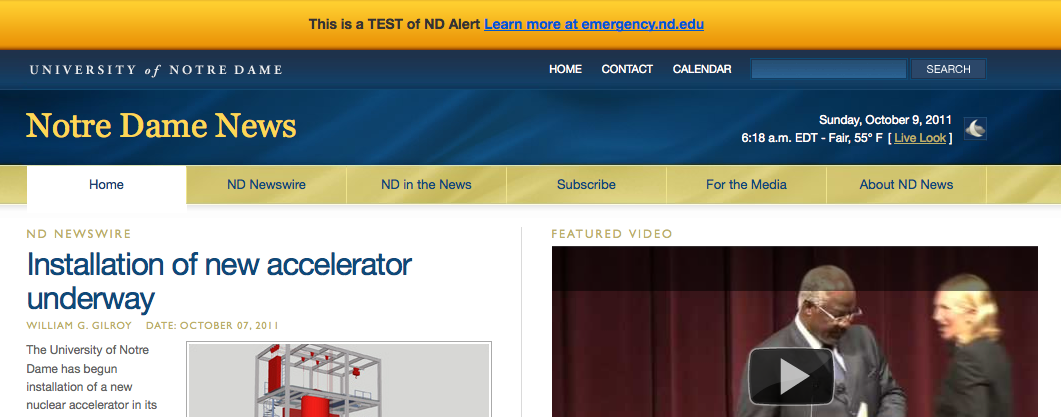 This is a TEST of ND Alert Learn more at emergency.nd.edu
UNIVERSITY of NOTRE DAME
HOME CONTACT CALENDAR SEARCH
Notre Dame News
Sunday, October 9, 2011
6:18 a.m. EDT - Fair, 55° F [ Live Look ]
Home ND Newswire ND in the News Subscribe For the Media About ND News
ND NEWSWIRE
Installation of new accelerator
underway
WILLIAM G. GILROY DATE: OCTOBER 07, 2011
The University of Notre
Dame has begun
installation of a new
nuclear accelerator in its
FEATURED VIDEO